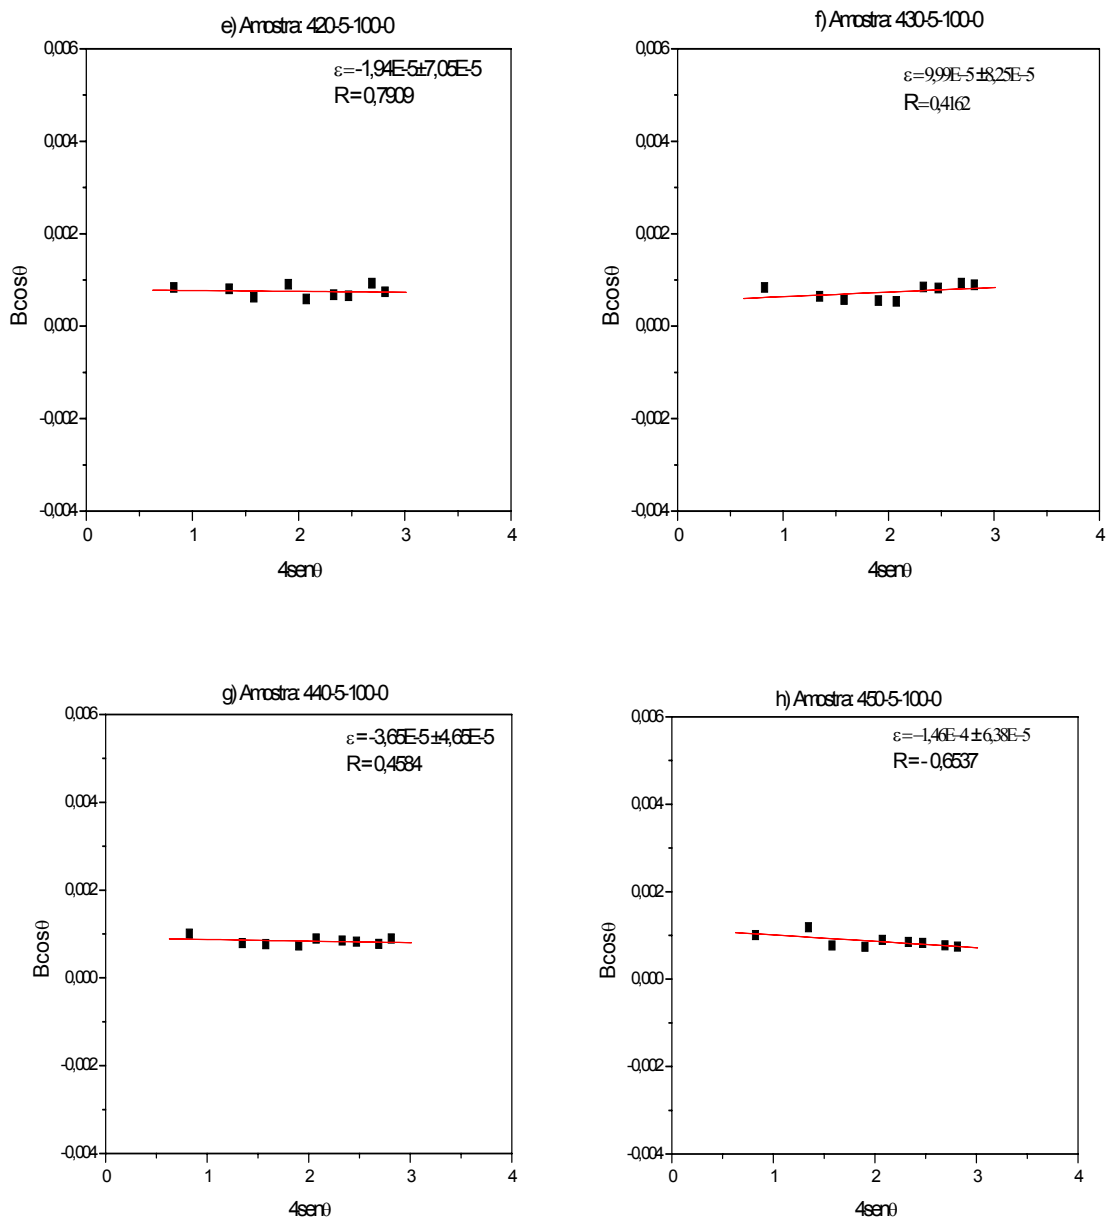 e) Amostra: 420-5-100-0
ε=-1,94E-5±7,05E-5
R=0,7909
0,006
0,004
0,002
0,000
-0,002
-0,004
Bcosθ
0 1 2 3 4
4senθ
f) Amostra: 430-5-100-0
ε=9,99E-5±8,25E-5
R=0,4162
0,006
0,004
0,002
0,000
-0,002
-0,004
Bcosθ
0 1 2 3 4
4senθ
g) Amostra: 440-5-100-0
ε=-3,65E-5±4,65E-5
R=0,4584
0,006
0,004
0,002
0,000
-0,002
-0,004
Bcosθ
0 1 2 3 4
4senθ
h) Amostra: 450-5-100-0
ε=-1,46E-4±6,38E-5
R=-0,6537
0,006
0,004
0,002
0,000
-0,002
-0,004
Bcosθ
0 1 2 3 4
4senθ